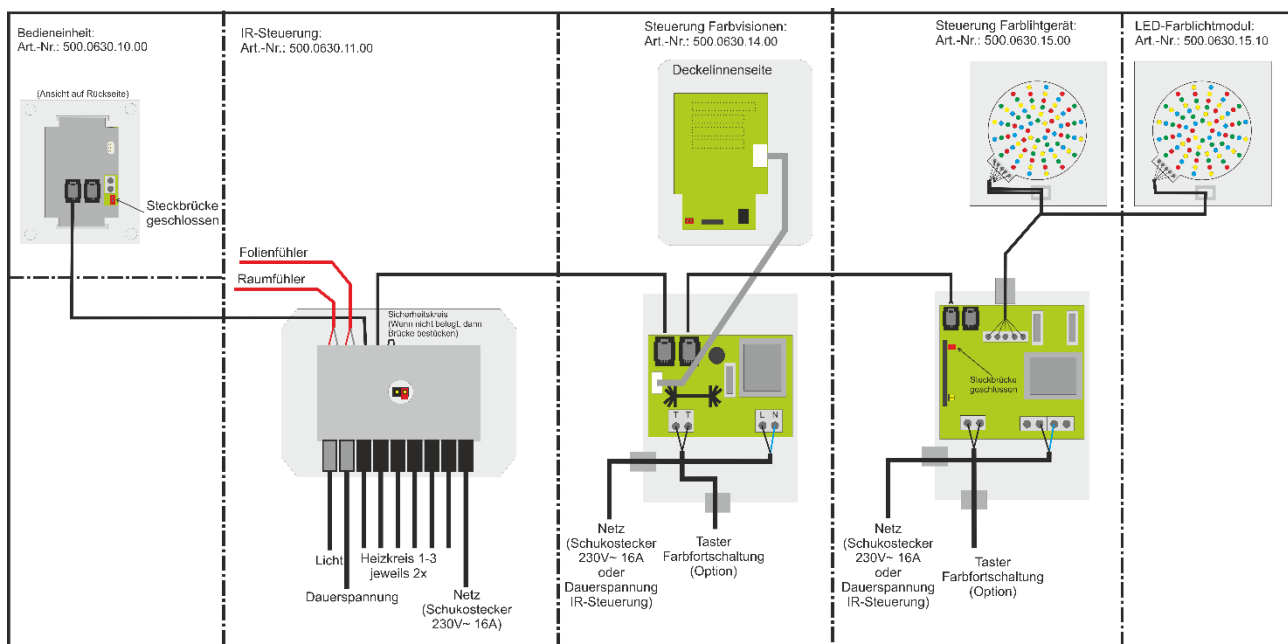 Bedieneinheit:
Art.-Nr.: 500.0630.10.00
(Ansicht auf Rückseite)
Steckbrücke
geschlossen
IR-Steuerung:
Art.-Nr.: 500.0630.11.00
Folienfühler
Raumfühler
Sicherheitskreis
(Wenn nicht belegt, dann
Brücke bestücken)
Licht
Dauerspannung
Heizkreis 1-3
jeweils 2x
Netz
(Schukostecker
230V~ 16A)
Steuerung Farbvisionen:
Art.-Nr.: 500.0630.14.00
Deckelinnenseite
T T
L N
Netz
(Schukostecker
230V~ 16A
oder
Dauerspannung
IR-Steuerung)
Taster
Farbfortschaltung
(Option)
Steuerung Farblihtgerät:
Art.-Nr.: 500.0630.15.00
Steckbrücke
geschlossen
Netz
(Schukostecker
230V~ 16A
oder
Dauerspannung
IR-Steuerung)
Taster
Farbfortschaltung
(Option)
LED-Farblichtmodul:
Art.-Nr.: 500.0630.15.10